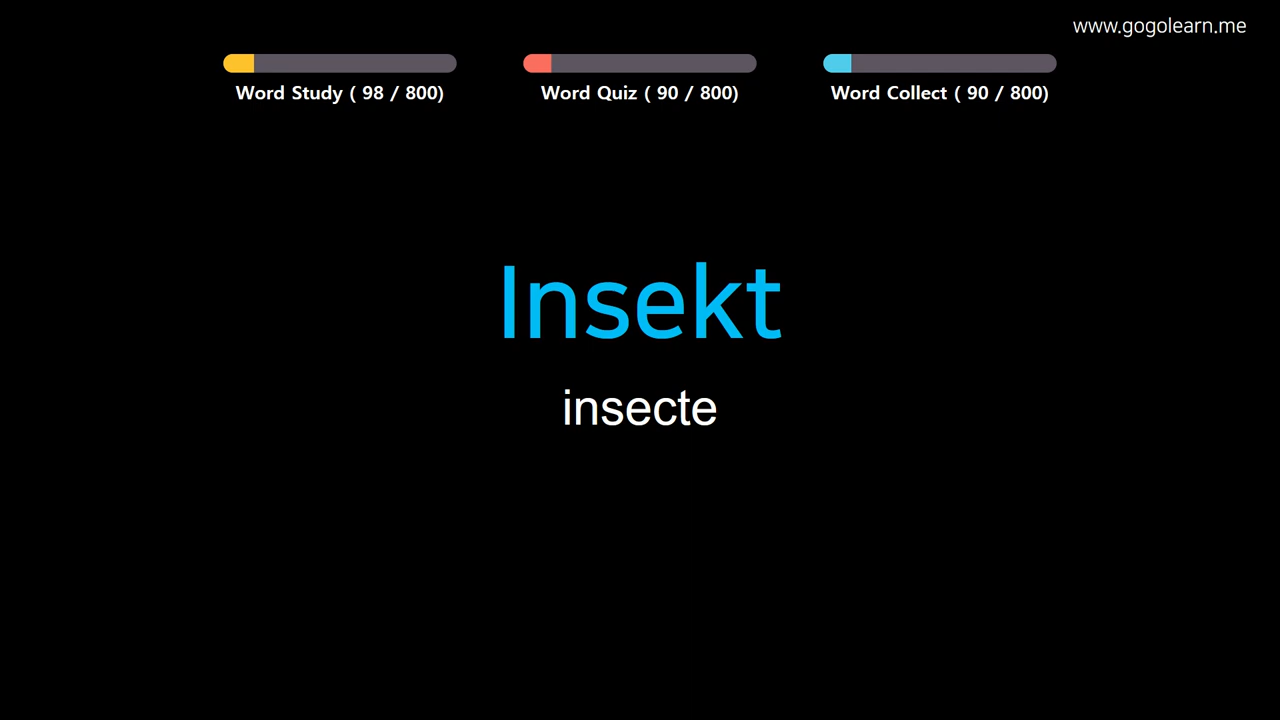 www.gogolearn.me
Word Study ( 98 / 800)
Word Quiz ( 90 / 800)
Word Collect ( 90 / 800)
Insekt
insecte